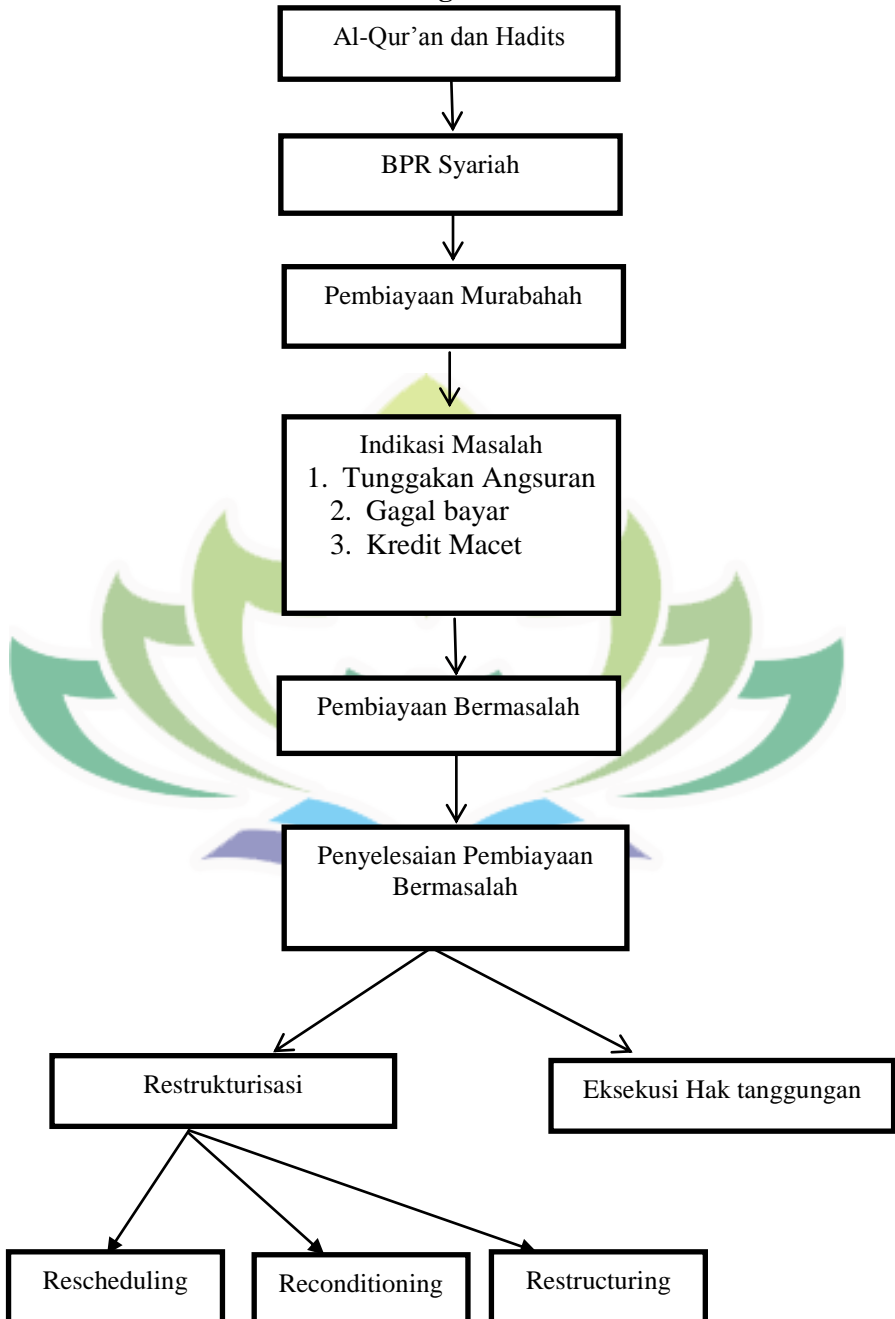 Al-Qur’an dan Hadits
BPR Syariah
Pembiayaan Murabahah
Indikasi Masalah
1. Tunggakan Angsuran
2. Gagal bayar
3. Kredit Macet
Pembiayaan Bermasalah
Penyelesaian Pembiayaan
Bermasalah
Restrukturisasi
Eksekusi Hak tanggungan
Rescheduling
Reconditioning
Restructuring